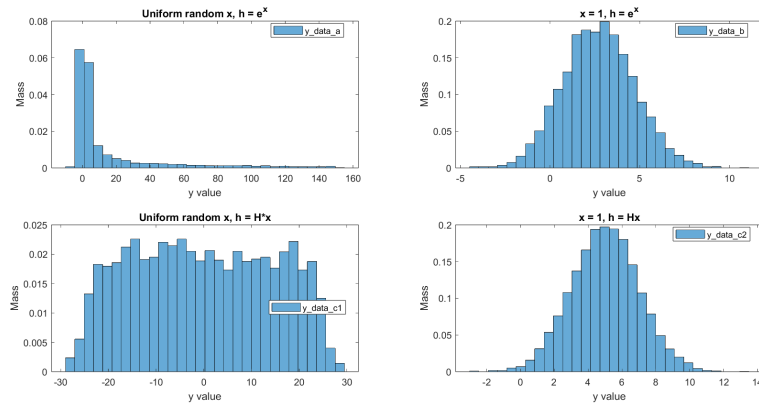 Uniform random x, h = e^x
0.08
0.06
0.04
0.02
0
Mass
y_data_a
0 20 40 60 80 100 120 140 160
y value
x = 1, h = e^x
0.2
0.15
0.1
0.05
0
Mass
y_data_b
-5 0 5 10
y value
Uniform random x, h = H*x
0.025
0.02
0.015
0.01
0.005
0
Mass
y_data_c1
-30 -20 -10 0 10 20 30
y value
x = 1, h = Hx
0.2
0.15
0.1
0.05
0
Mass
y_data_c2
-2 0 2 4 6 8 10 12 14
y value